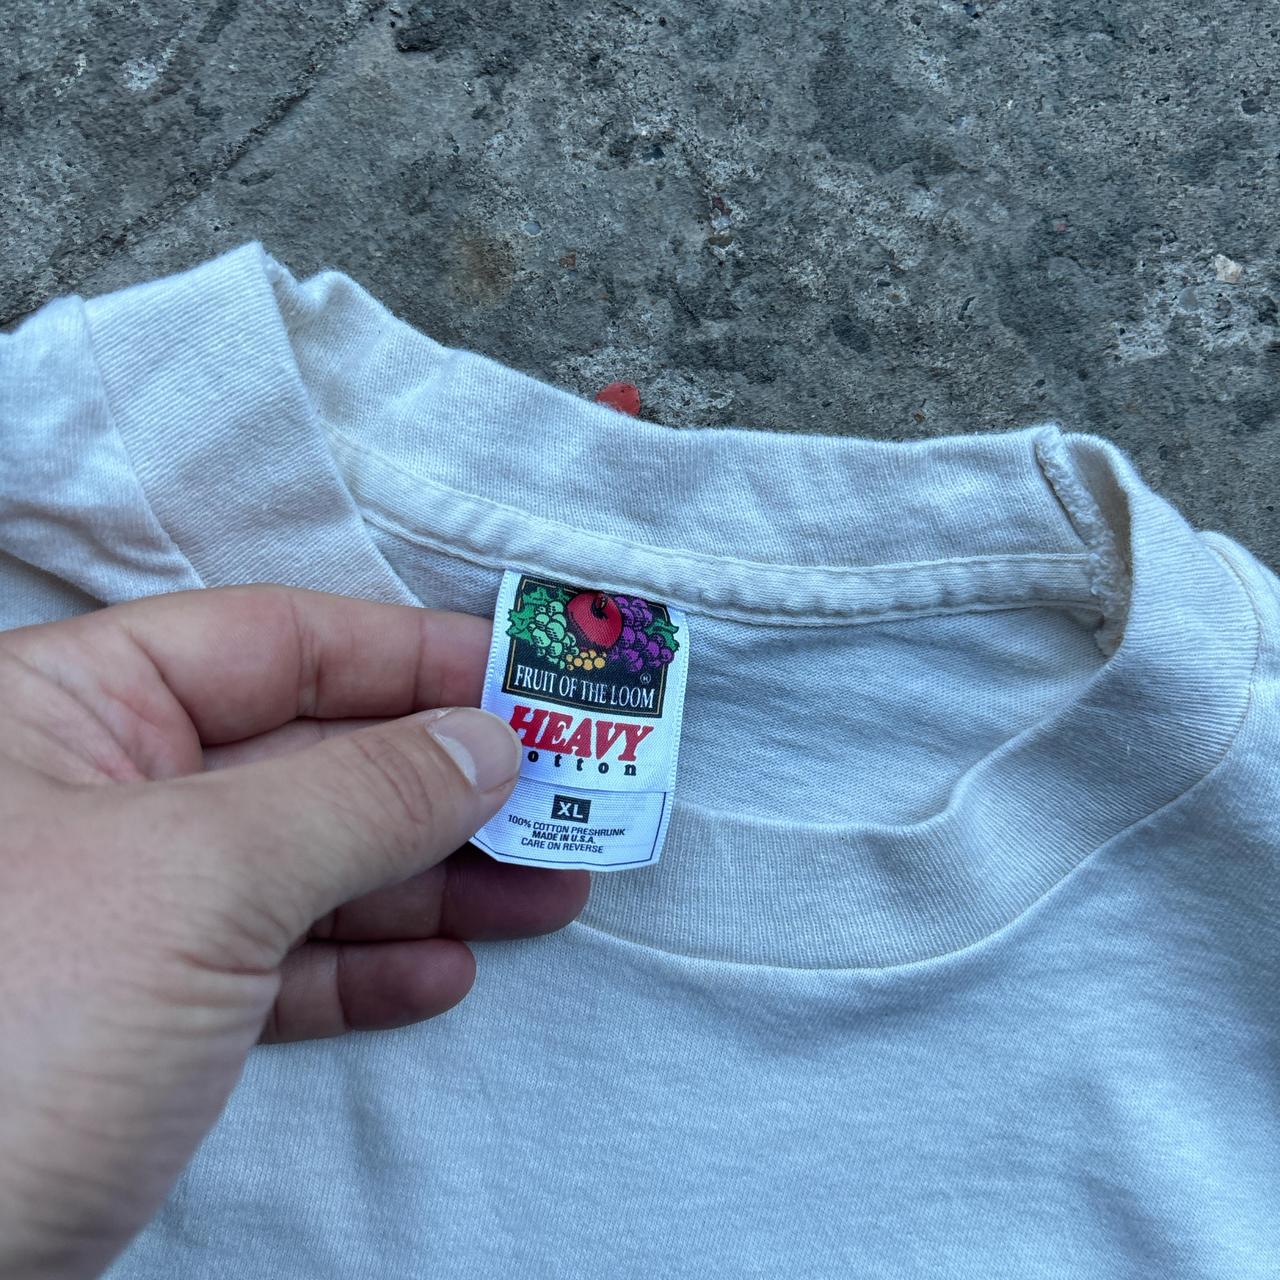 FRUIT OF THE LOOM ®
HEAVY
otton
XL
100% COTTON PRESHRUNK
MADE IN U.S.A.
CARE ON REVERSE